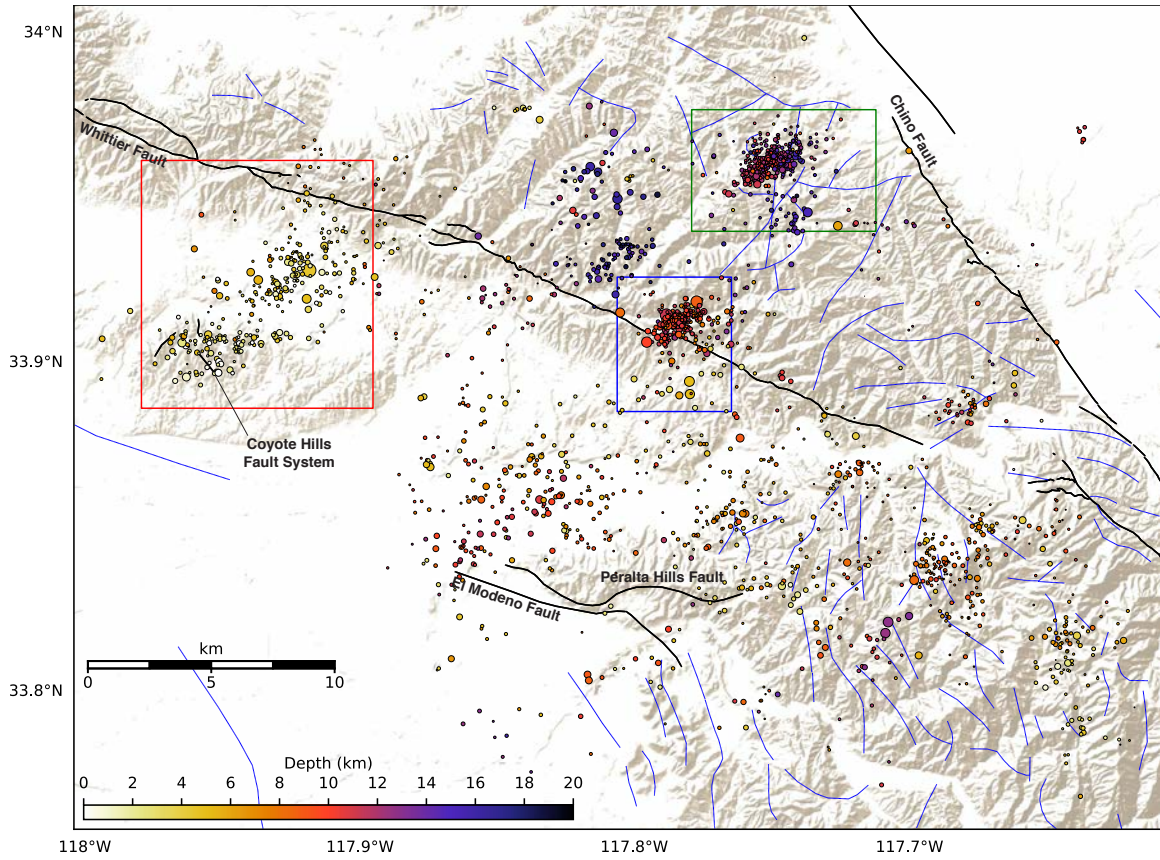 34°N
Chino Fault
Whittier Fault
33.9°N
Coyote Hills
Fault System
Peralta Hills Fault
El Modeno Fault
km
0 5 10
33.8°N
Depth (km)
0 2 4 6 8 10 12 14 16 18 20
118°W 117.9°W 117.8°W 117.7°W